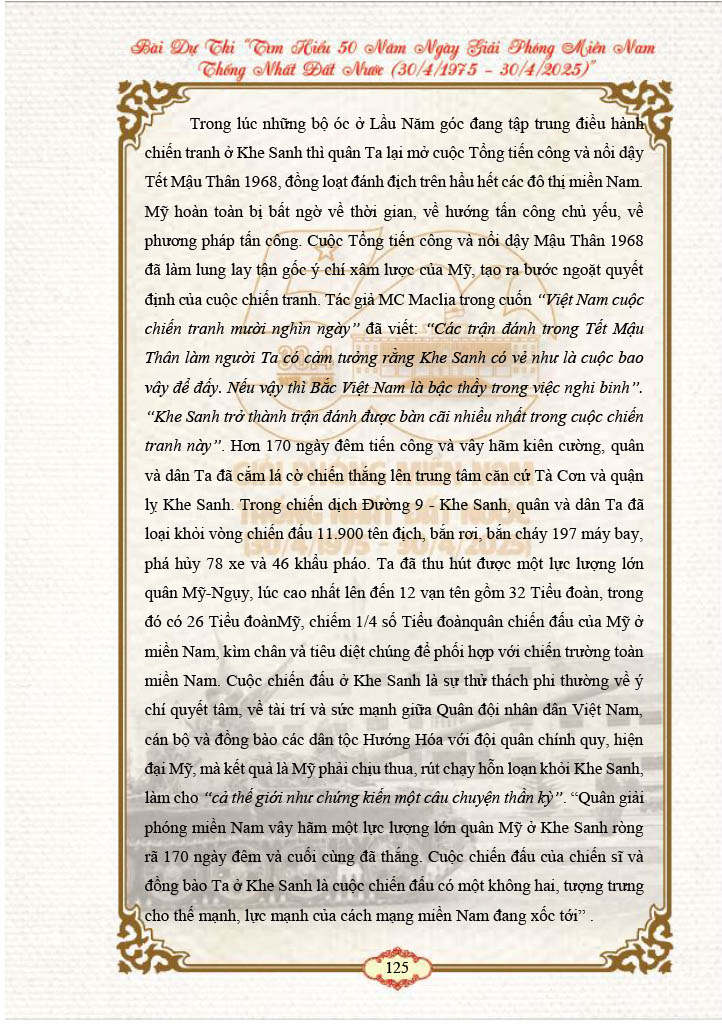 Bài Dự Thi "Tìm Hiểu 50 Năm Ngày Giải Phóng Miền Nam
Thống Nhất Đất Nước (30/4/1975 - 30/4/2025)"
Trong lúc những bộ óc ở Lầu Năm góc đang tập trung điều hành
chiến tranh ở Khe Sanh thì quân Ta lại mở cuộc Tổng tiến công và nổi dậy
Tết Mậu Thân 1968, đồng loạt đánh địch trên hầu hết các đô thị miền Nam.
Mỹ hoàn toàn bị bất ngờ về thời gian, về hướng tấn công chủ yếu, về
phương pháp tấn công. Cuộc Tổng tiến công và nổi dậy Mậu Thân 1968
đã làm lung lay tận gốc ý chí xâm lược của Mỹ, tạo ra bước ngoặt quyết
định của cuộc chiến tranh. Tác giả MC Maclia trong cuốn "Việt Nam cuộc
chiến tranh mười nghìn ngày" đã viết: "Các trận đánh trong Tết Mậu
Thân làm người Ta có cảm tưởng rằng Khe Sanh có vẻ như là cuộc bao
vây để đấy. Nếu vậy thì Bắc Việt Nam là bậc thầy trong việc nghi binh".
"Khe Sanh trở thành trận đánh được bàn cãi nhiều nhất trong cuộc chiến
tranh này". Hơn 170 ngày đêm tiến công và vây hãm kiên cường, quân
và dân Ta đã cắm lá cờ chiến thắng lên trung tâm căn cứ Tà Cơn và quận
lỵ Khe Sanh. Trong chiến dịch Đường 9 - Khe Sanh, quân và dân Ta đã
loại khỏi vòng chiến đấu 11.900 tên địch, bắn rơi, bắn cháy 197 máy bay,
phá hủy 78 xe và 46 khẩu pháo. Ta đã thu hút được một lực lượng lớn
quân Mỹ-Ngụy, lúc cao nhất lên đến 12 vạn tên gồm 32 Tiểu đoàn, trong
đó có 26 Tiểu đoànMỹ, chiếm 1/4 số Tiểu đoànquân chiến đấu của Mỹ ở
miền Nam, kìm chân và tiêu diệt chúng để phối hợp với chiến trường toàn
miền Nam. Cuộc chiến đấu ở Khe Sanh là sự thử thách phi thường về ý
chí quyết tâm, về tài trí và sức mạnh giữa Quân đội nhân dân Việt Nam,
cán bộ và đồng bào các dân tộc Hướng Hóa với đội quân chính quy, hiện
đại Mỹ, mà kết quả là Mỹ phải chịu thua, rút chạy hỗn loạn khỏi Khe Sanh,
làm cho "cả thế giới như chứng kiến một câu chuyện thần kỳ". "Quân giải
phóng miền Nam vây hãm một lực lượng lớn quân Mỹ ở Khe Sanh ròng
rã 170 ngày đêm và cuối cùng đã thắng. Cuộc chiến đấu của chiến sĩ và
đồng bào Ta ở Khe Sanh là cuộc chiến đấu có một không hai, tượng trưng
cho thế mạnh, lực mạnh của cách mạng miền Nam đang xốc tới" .
30.4
GIẢI PHÓNG MIỀN NAM
THỐNG NHẤT ĐẤT NƯỚC
(30/4/1975 - 30/4/2025)
125